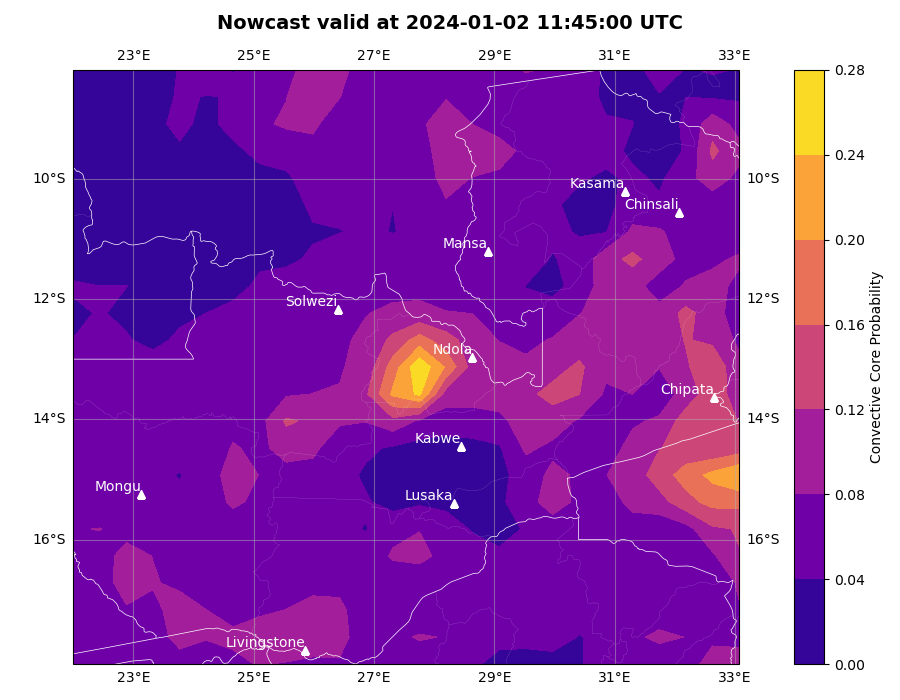 Nowcast valid at 2024-01-02 11:45:00 UTC
23°E 25°E 27°E 29°E 31°E 33°E
0.28
0.24
10°S Kasama 10°S
Chinsali
0.20
Mansa
12°S Solwezi 12°S
0.16
Ndola
Chipata
0.12
14°S 14°S
Kabwe
Mongu Lusaka
0.08
16°S 16°S
0.04
Livingstone
0.00
23°E 25°E 27°E 29°E 31°E 33°E
Convective Core Probability